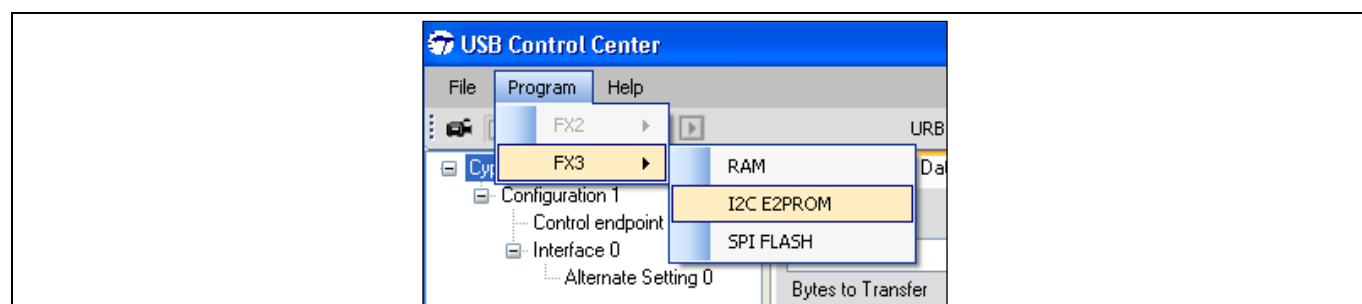 USB Control Center
File Program Help
FX2
URB
FX3
RAM
Configuration 1
I2C E2PROM
Control endpoint
Interface 0
SPI FLASH
Alternate Setting 0
Bytes to Transfer